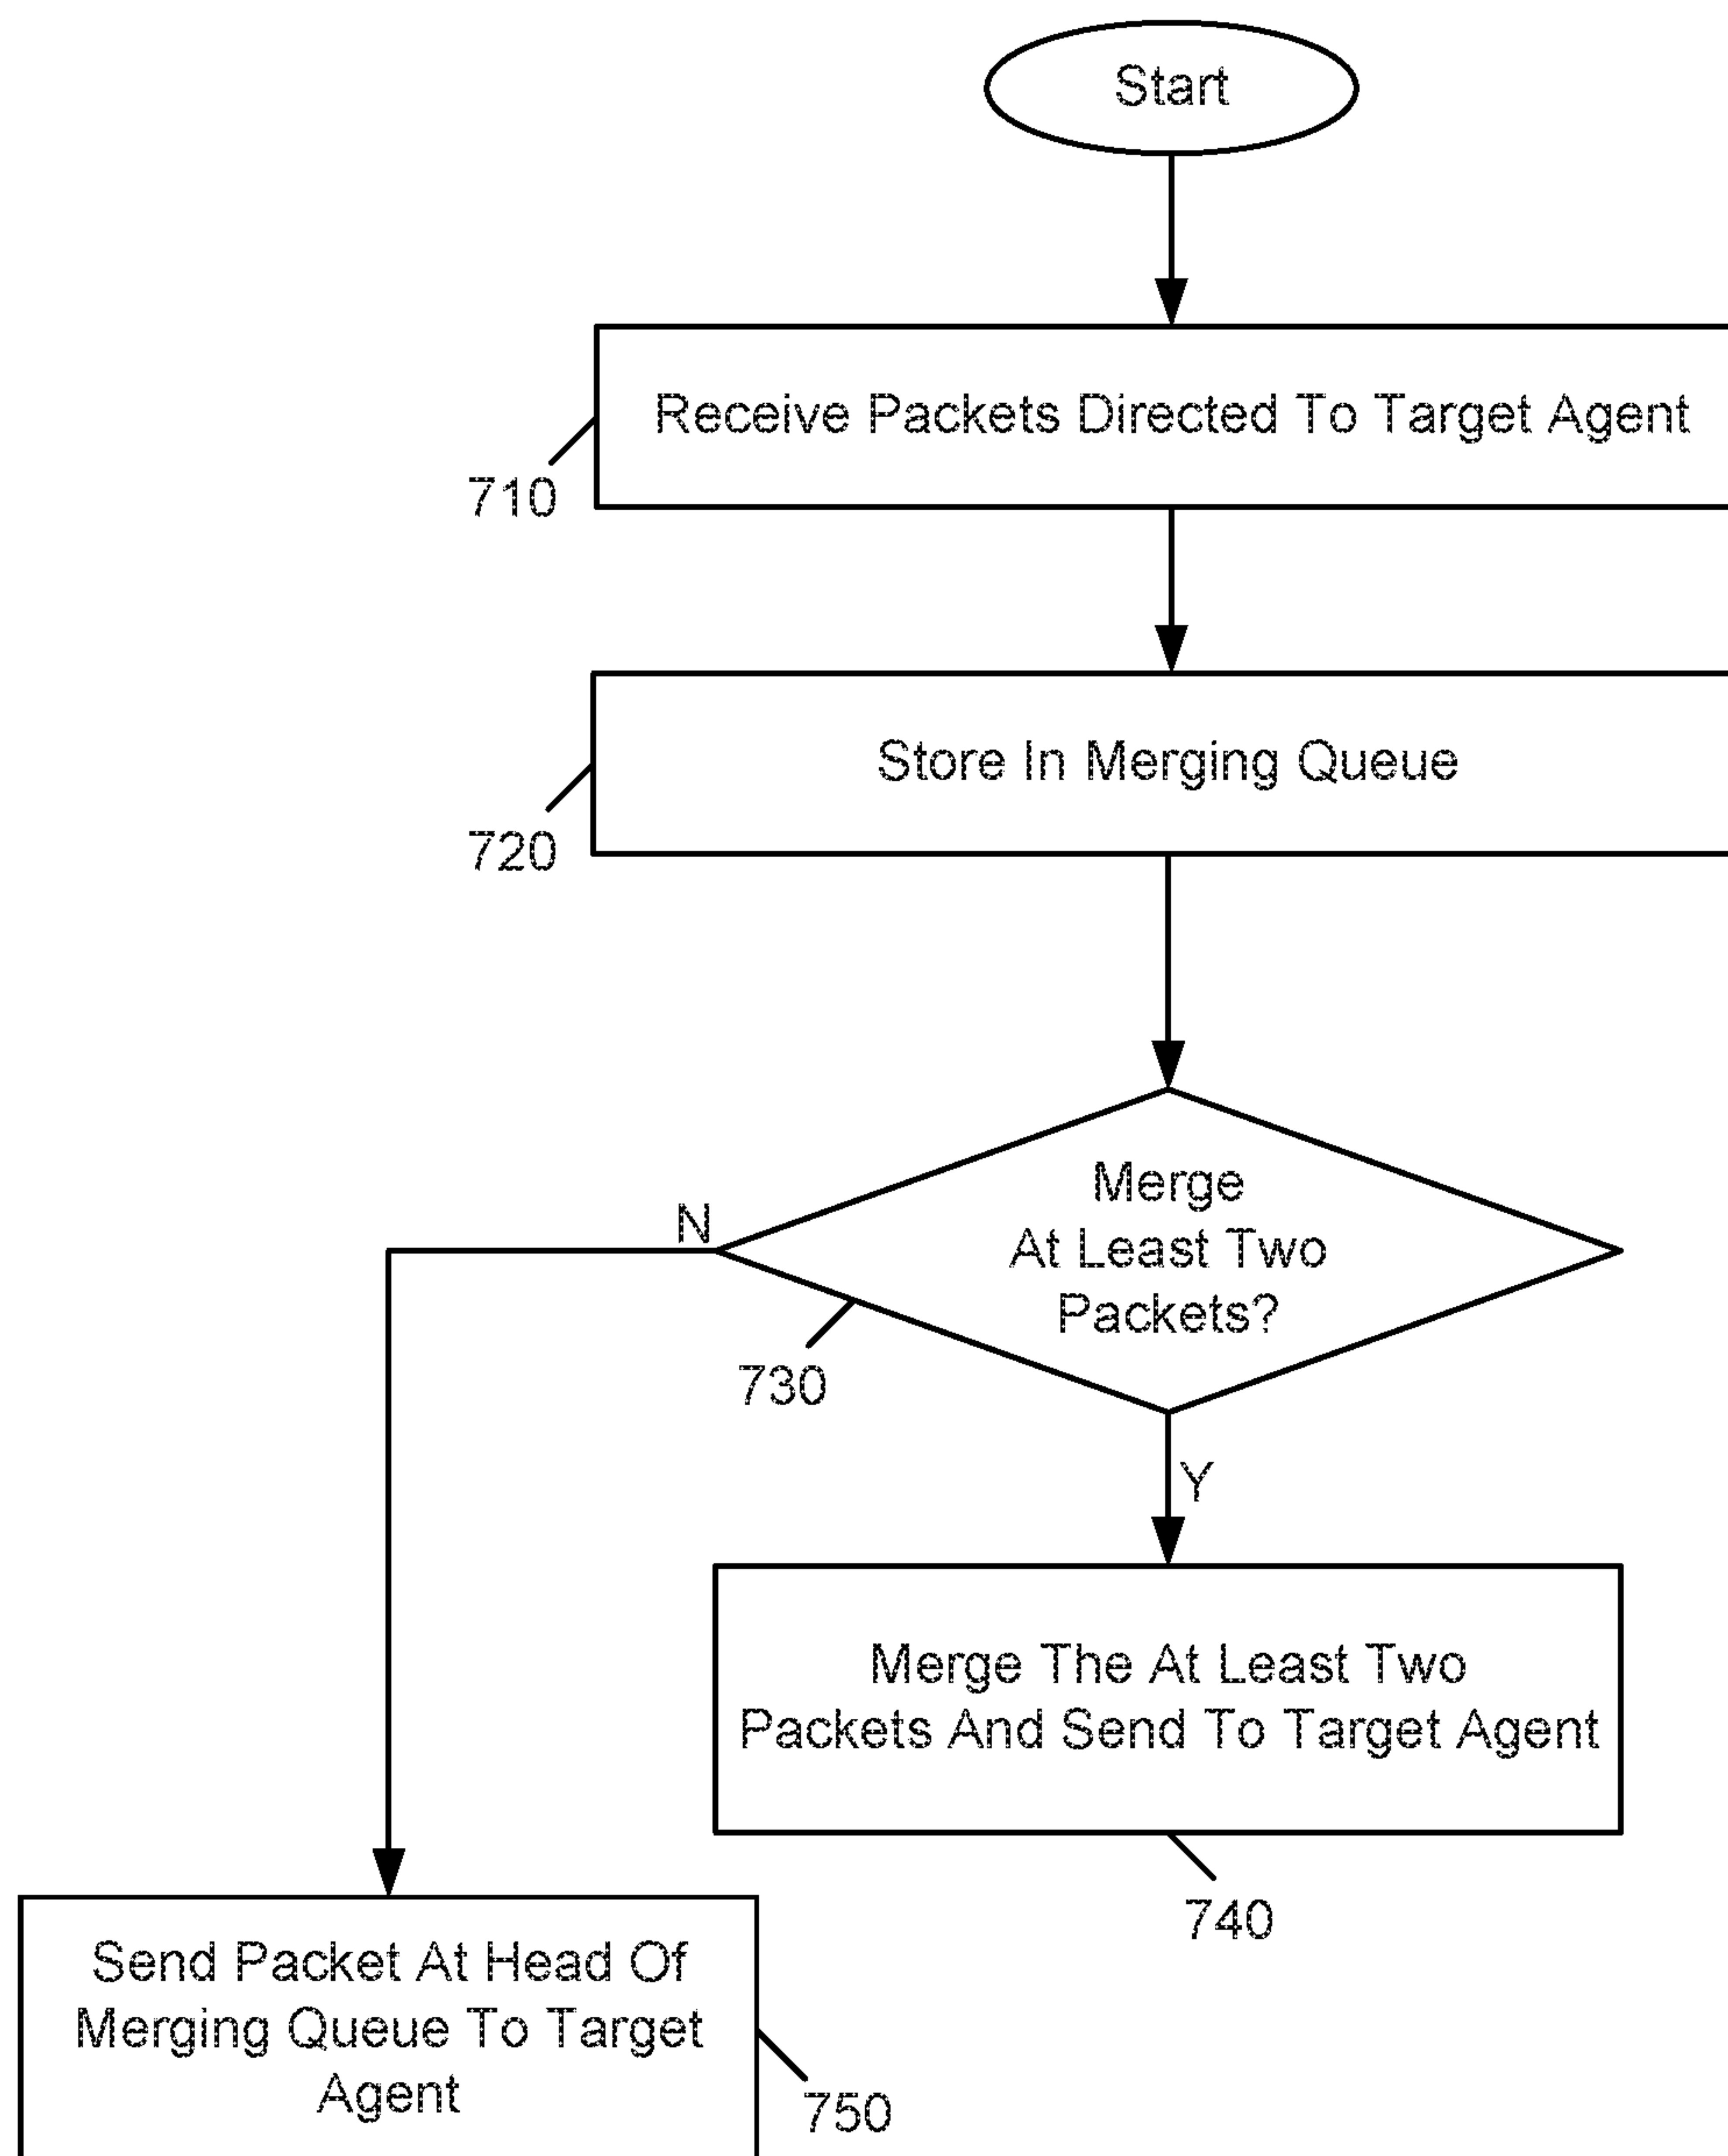 Start
Receive Packets Directed To Target Agent
710
Store In Merging Queue
720
Merge
At Least Two
Packets?
N
730
Y
Merge The At Least Two
Packets And Send To Target Agent
740
Send Packet At Head Of
Merging Queue To Target
Agent
750